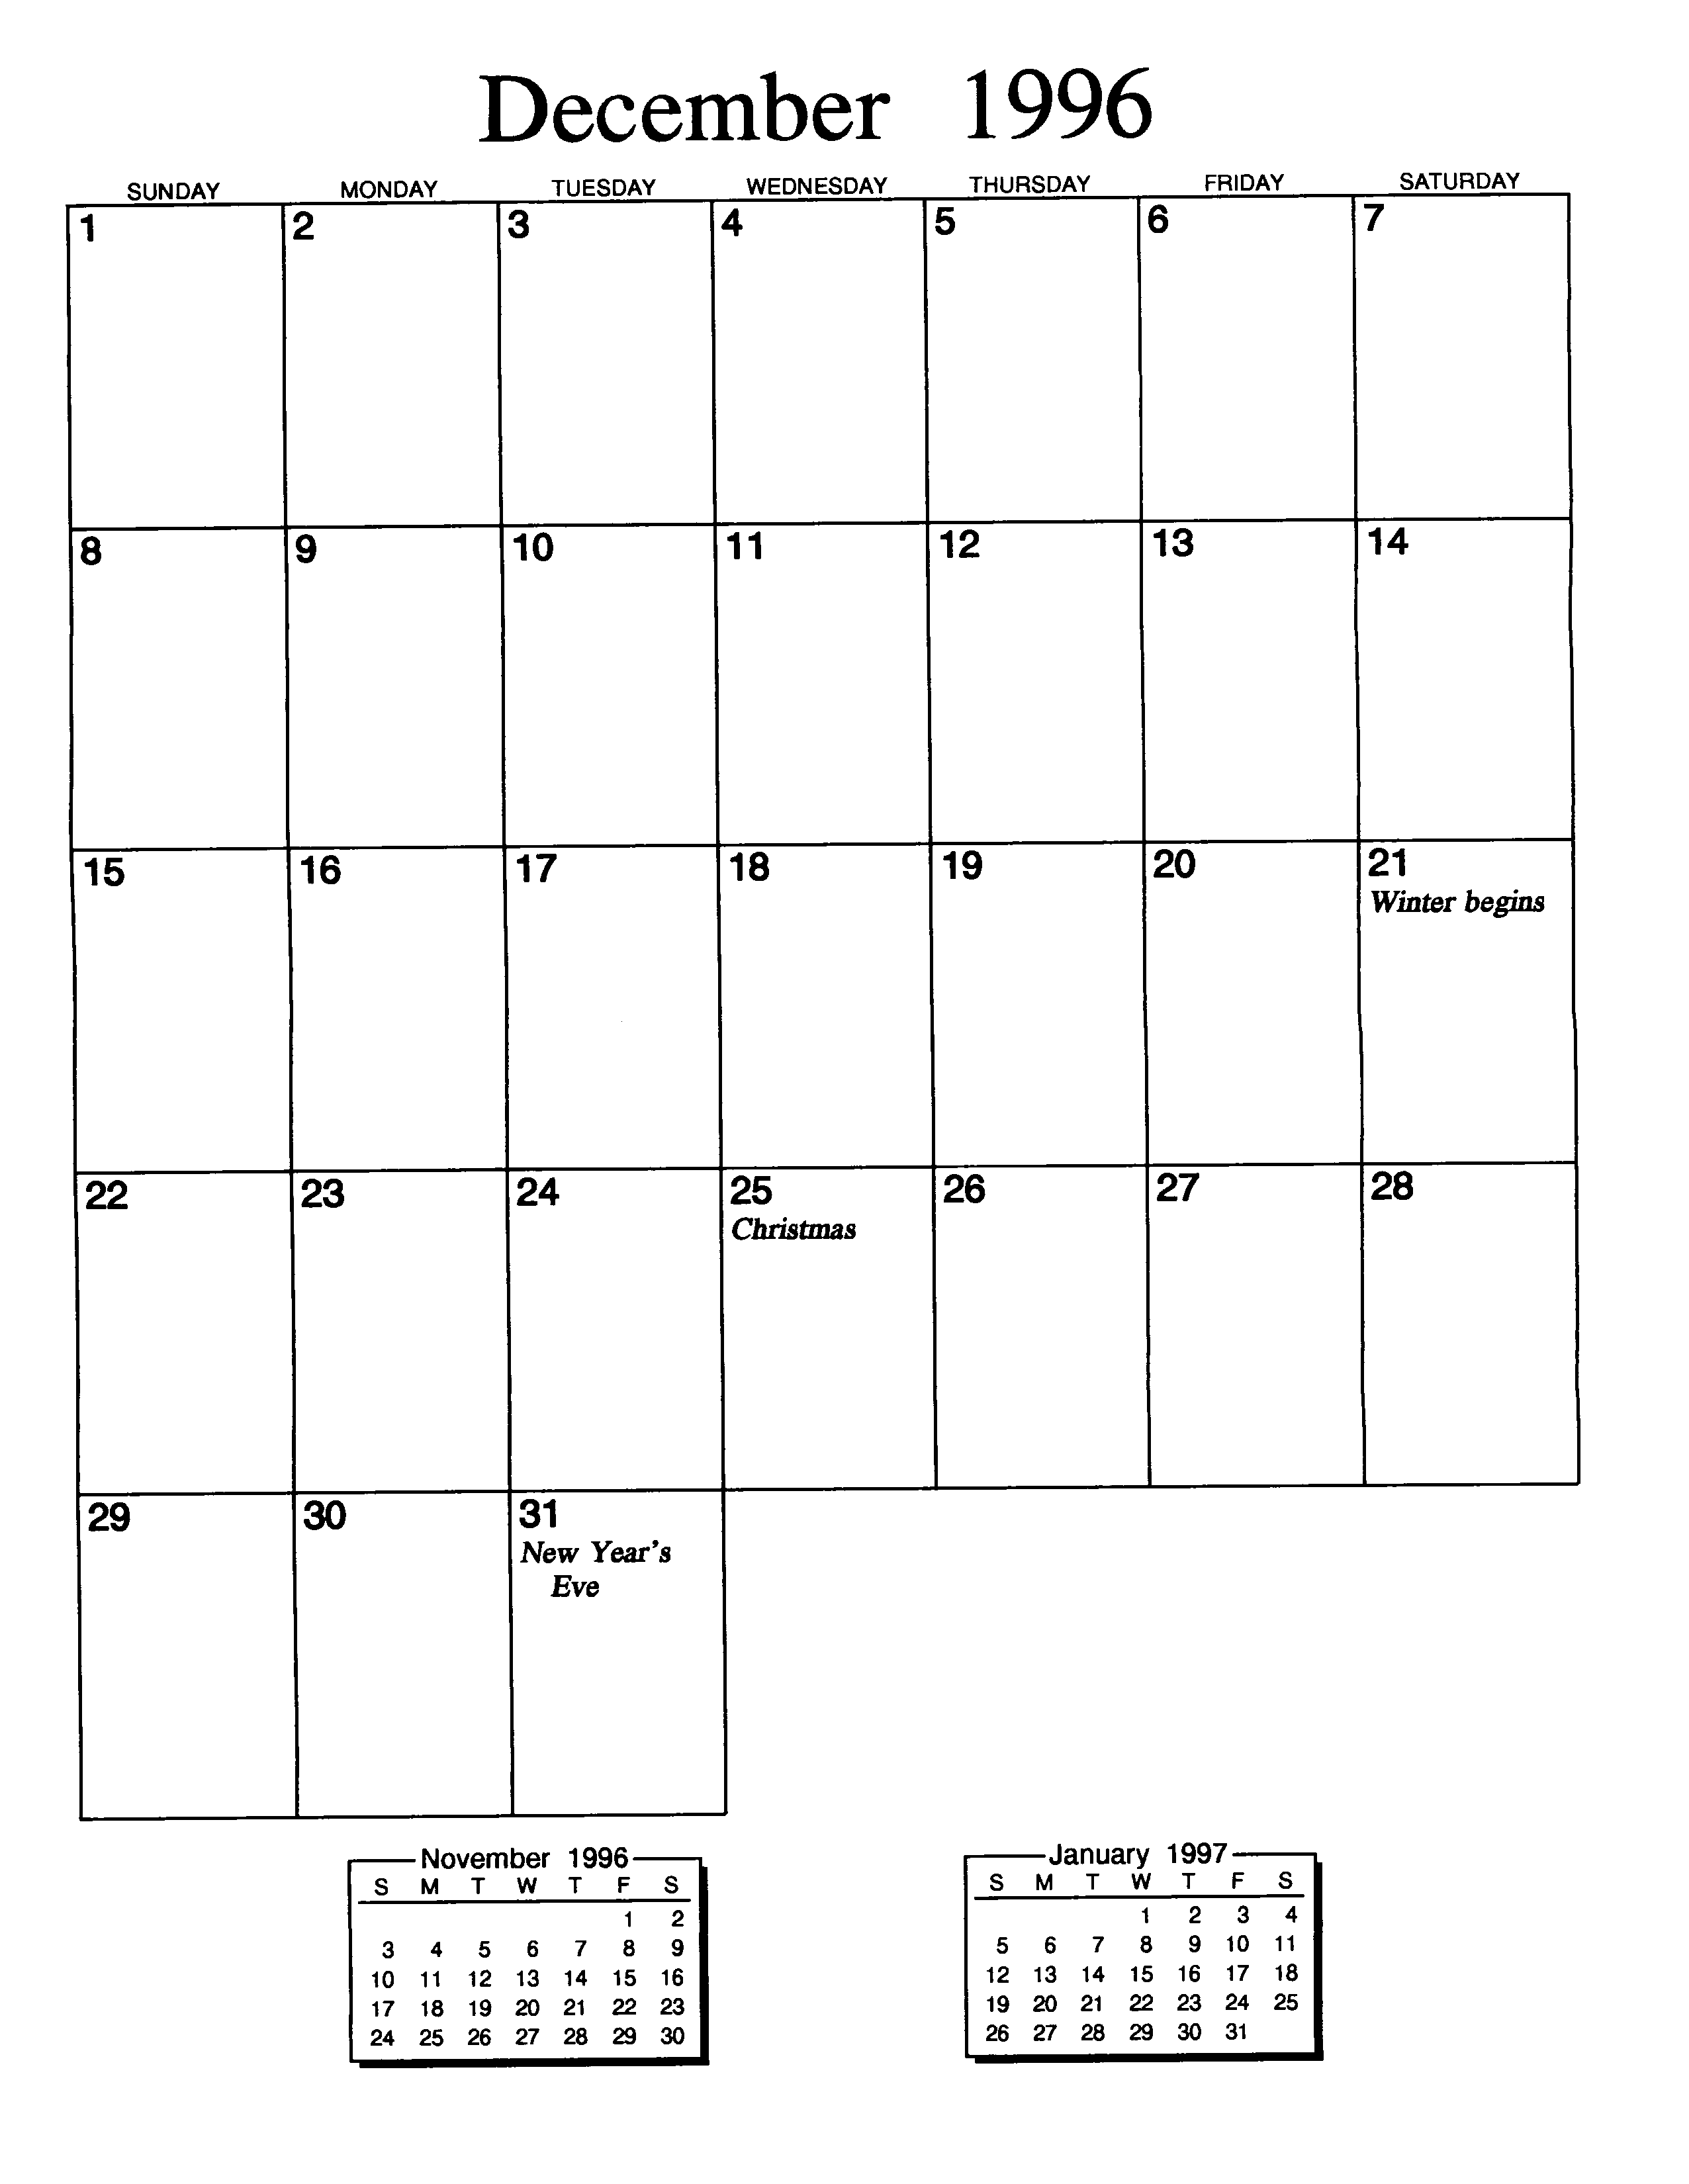 December 1996
SUNDAY MONDAY TUESDAY WEDNESDAY THURSDAY FRIDAY SATURDAY
1 2 3 4 5 6 7
8 9 10 11 12 13 14
15 16 17 18 19 20 21
Winter begins
22 23 24 25 26 27 28
Christmas
29 30 31
New Year's
Eve
November 1996
S M T W T F S
1 2
3 4 5 6 7 8 9
10 11 12 13 14 15 16
17 18 19 20 21 22 23
24 25 26 27 28 29 30
January 1997
S M T W T F S
1 2 3 4
5 6 7 8 9 10 11
12 13 14 15 16 17 18
19 20 21 22 23 24 25
26 27 28 29 30 31